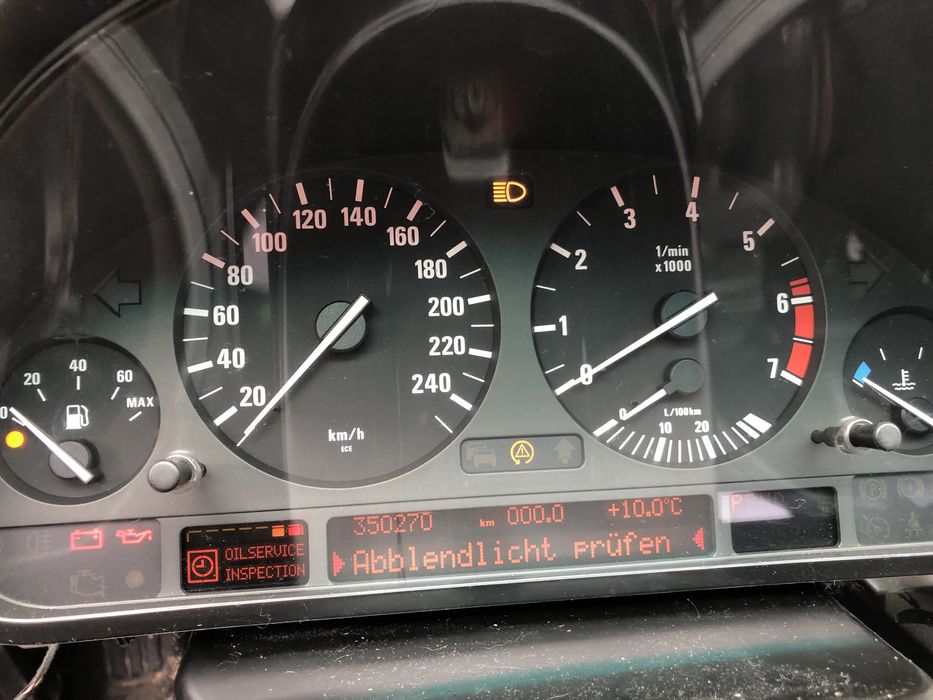 0 20 40 60 MAX
20 40 60 80 100 120 140 160 180 200 220 240
km/h
ECE
0 1 2 3 4 5 6 7
1/min
x1000
0 10 20
L/100km
OILSERVICE
INSPECTION
350270 km 000.0 +10.0°C
Abblendlicht prüfen
P